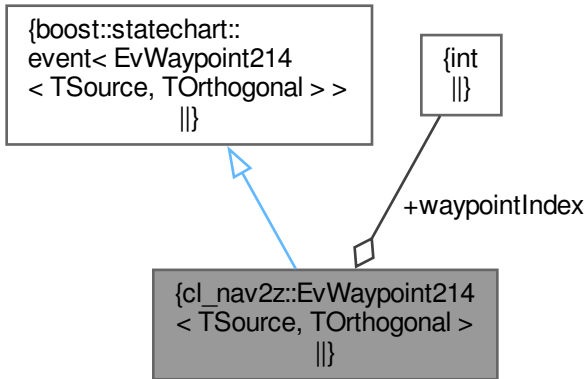 {boost::statechart::
event< EvWaypoint214
< TSource, TOrthogonal > >
||}
{int
||}
+waypointIndex
{cl_nav2z::EvWaypoint214
< TSource, TOrthogonal >
||}